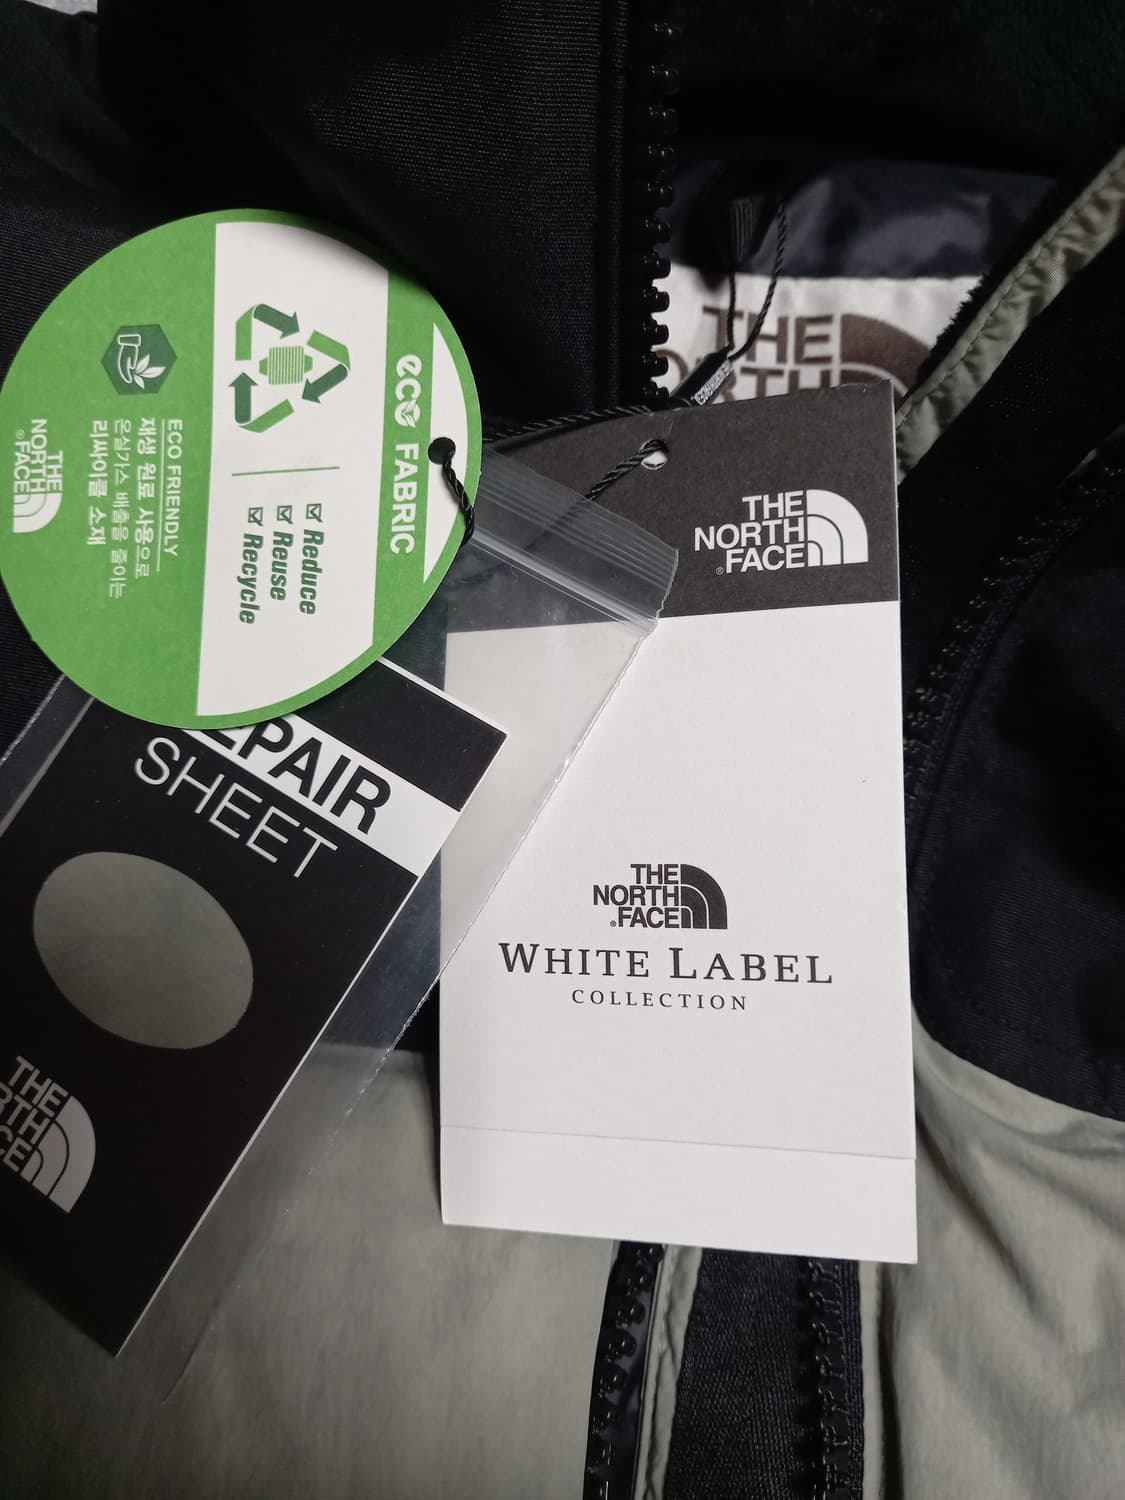 eco FABRIC
☑ Reduce
☑ Reuse
☑ Recycle
ECO FRIENDLY
재생 원료 사용으로
온실가스 배출을 줄이는
리싸이클 소재
THE
NORTH
®FACE
THE
NORTH
THE
NORTH
®FACE
THE
NORTH
®FACE
WHITE LABEL
COLLECTION
SHEET
THE